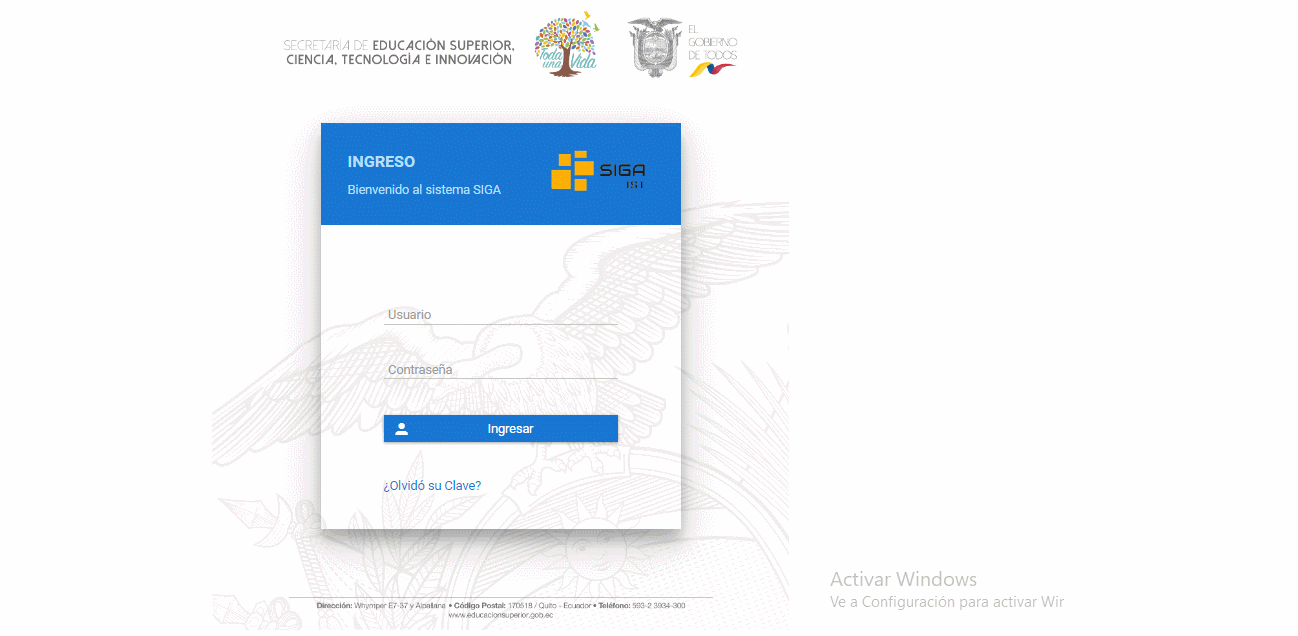 SECRETARÍA DE EDUCACIÓN SUPERIOR,
CIENCIA, TECNOLOGÍA E INNOVACIÓN
Toda
una Vida
EL
GOBIERNO
DE TODOS
INGRESO
Bienvenido al sistema SIGA
SIGA
IST
Usuario
Contraseña
Ingresar
¿Olvidó su Clave?
Dirección: Whymper E7-37 y Alpallana • Código Postal: 170518 / Quito - Ecuador • Teléfono: 593-2 3934-300
www.educacionsuperior.gob.ec
Activar Windows
Ve a Configuración para activar Wir